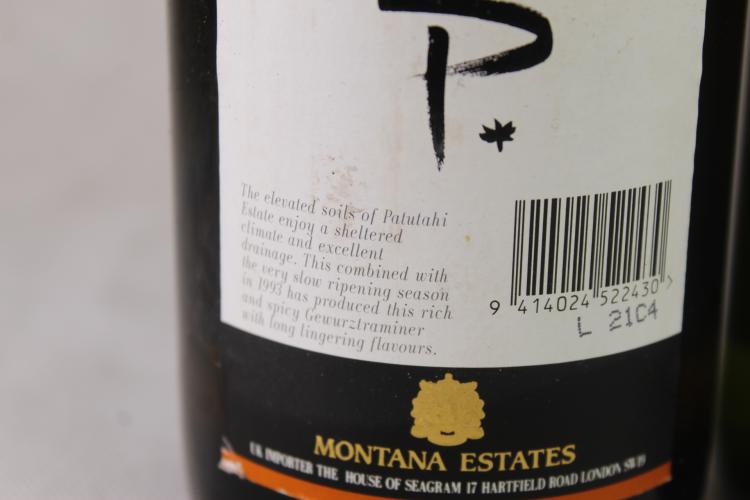 P.
The elevated soils of Patutahi
Estate enjoy a sheltered
climate and excellent
drainage. This combined with
the very slow ripening season
in 1993 has produced this rich
and spicy Gewurztraminer
with long lingering flavours.
9 414024 522430 >
L 21C4
MONTANA ESTATES
UK IMPORTER THE HOUSE OF SEAGRAM 17 HARTFIELD ROAD LONDON SW19